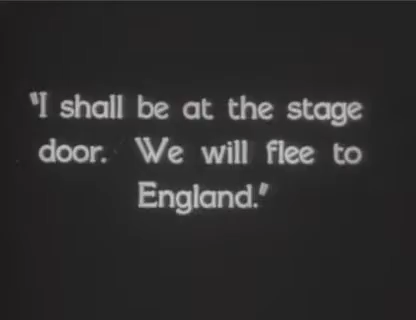 "I shall be at the stage
door. We will flee to
England."